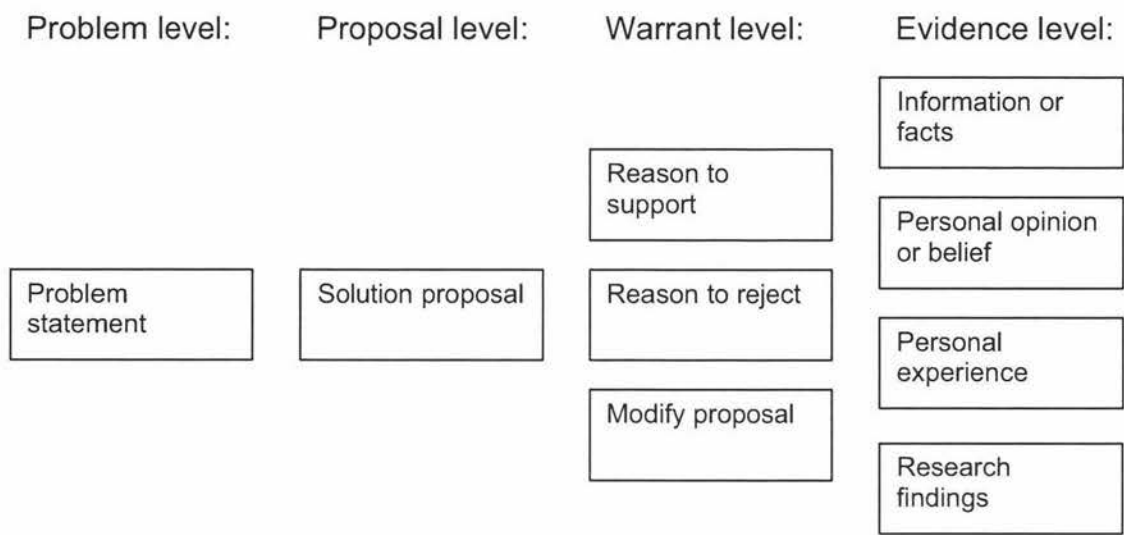 Problem level:
Proposal level:
Warrant level:
Evidence level:
Problem
statement
Solution proposal
Reason to
support
Reason to reject
Modify proposal
Information or
facts
Personal opinion
or belief
Personal
experience
Research
findings